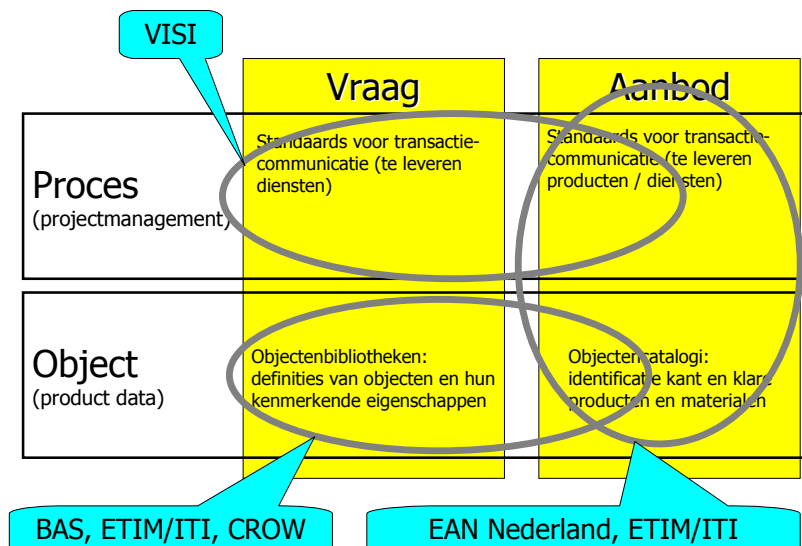 VISI
Vraag
Aanbod
Proces
(projectmanagement)
Standaards voor transactie-
communicatie (te leveren
diensten)
Standaards voor transactie-
communicatie (te leveren
producten / diensten)
Object
(product data)
Objectenbibliotheken:
definities van objecten en hun
kenmerkende eigenschappen
Objectencatalogi:
identificatie kant en klare
producten en materialen
BAS, ETIM/ITI, CROW
EAN Nederland, ETIM/ITI